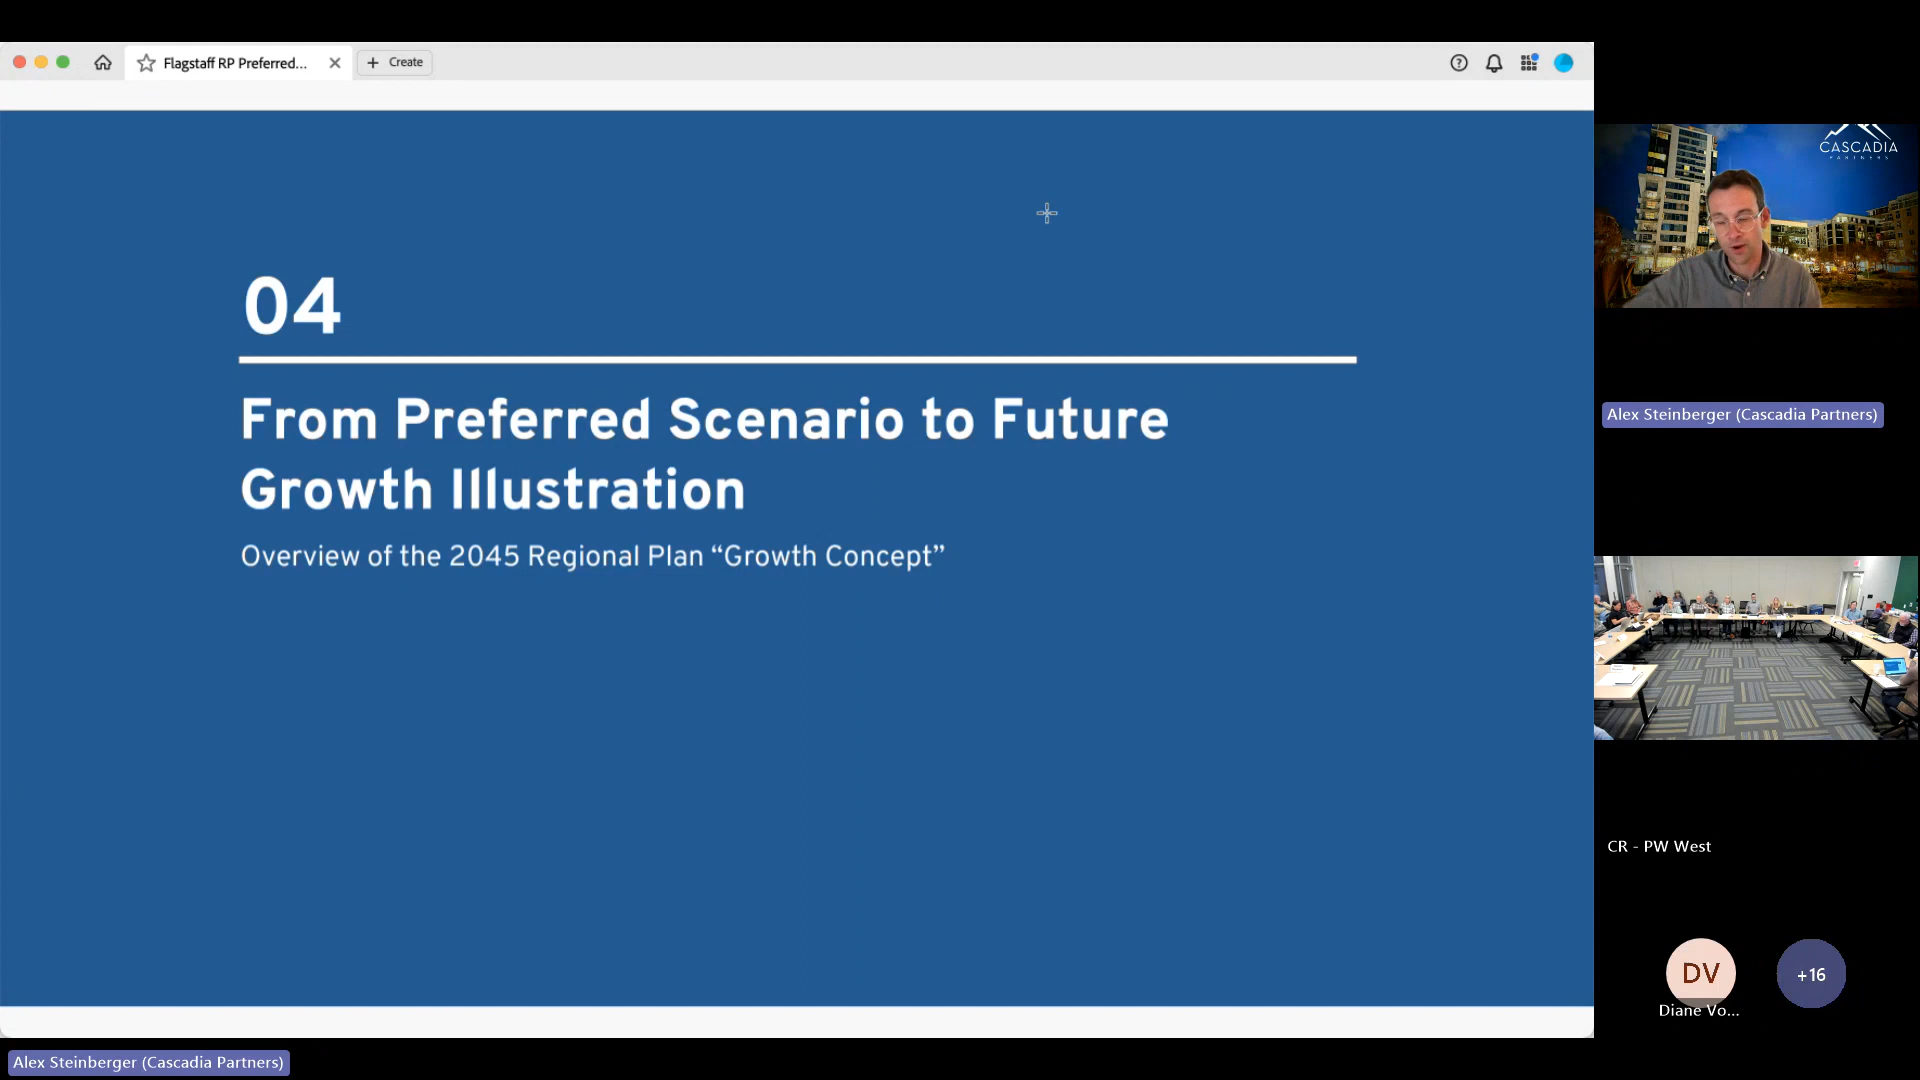 Flagstaff RP Preferred...
Create
CASCADIA
PARTNERS
04
From Preferred Scenario to Future
Growth Illustration
Overview of the 2045 Regional Plan “Growth Concept”
Alex Steinberger (Cascadia Partners)
CR - PW West
DV
+16
Diane Vo...
Alex Steinberger (Cascadia Partners)